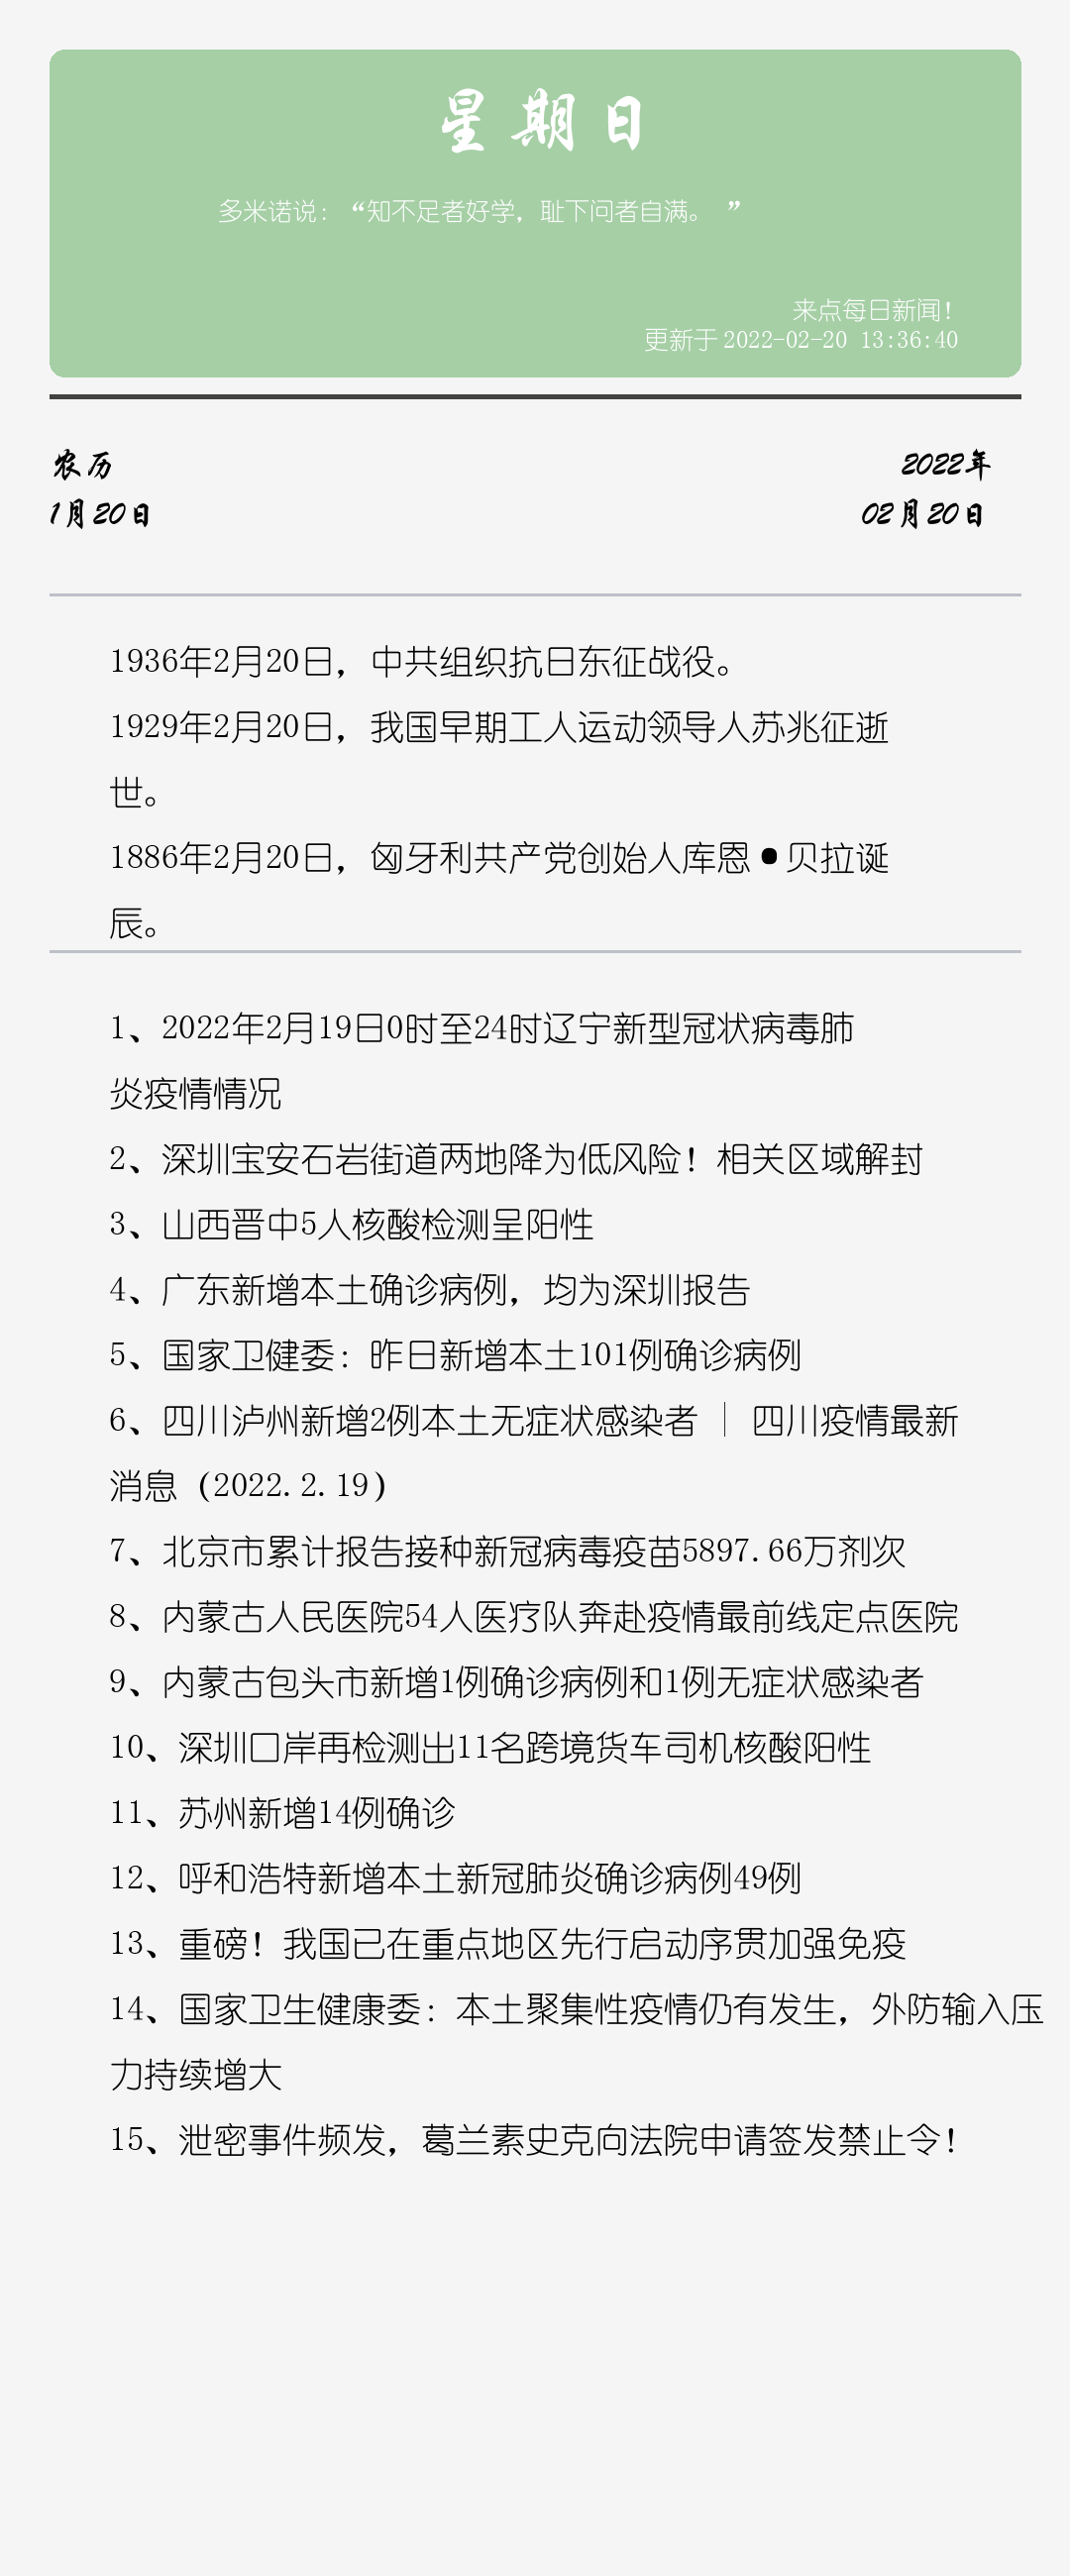 星期日
多米诺说：“知不足者好学，耻下问者自满。 ”
来点每日新闻！
更新于 2022-02-20 13:36:40
农历
1月20日
2022年
02月20日
1936年2月20日，中共组织抗日东征战役。
1929年2月20日，我国早期工人运动领导人苏兆征逝
世。
1886年2月20日，匈牙利共产党创始人库恩•贝拉诞
辰。
1、2022年2月19日0时至24时辽宁新型冠状病毒肺
炎疫情情况
2、深圳宝安石岩街道两地降为低风险！相关区域解封
3、山西晋中5人核酸检测呈阳性
4、广东新增本土确诊病例，均为深圳报告
5、国家卫健委：昨日新增本土101例确诊病例
6、四川泸州新增2例本土无症状感染者 | 四川疫情最新
消息（2022.2.19）
7、北京市累计报告接种新冠病毒疫苗5897.66万剂次
8、内蒙古人民医院54人医疗队奔赴疫情最前线定点医院
9、内蒙古包头市新增1例确诊病例和1例无症状感染者
10、深圳口岸再检测出11名跨境货车司机核酸阳性
11、苏州新增14例确诊
12、呼和浩特新增本土新冠肺炎确诊病例49例
13、重磅！我国已在重点地区先行启动序贯加强免疫
14、国家卫生健康委：本土聚集性疫情仍有发生，外防输入压
力持续增大
15、泄密事件频发，葛兰素史克向法院申请签发禁止令！